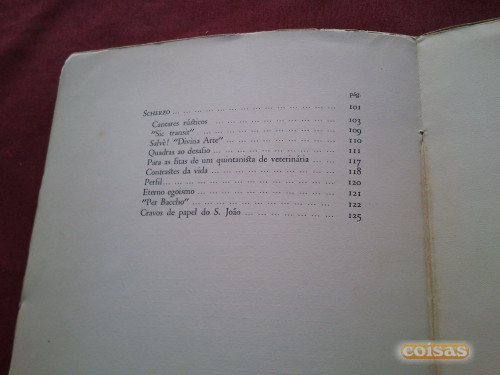 pág.
Scherzo ... ... ... ... ... ... ... ... ... ... ... ... 101
Cantares rústicos ... ... ... ... ... ... ... ... ... 103
"Sic transit" ... ... ... ... ... ... ... ... ... ... 109
Salvé! "Divina Arte" ... ... ... ... ... ... ... ... 110
Quadras ao desafio ... ... ... ... ... ... ... ... 111
Para as fitas de um quintanista de veterinária ... 117
Contrastes da vida ... ... ... ... ... ... ... ... 118
Perfil ... ... ... ... ... ... ... ... ... ... ... ... 120
Eterno egoísmo ... ... ... ... ... ... ... ... ... 121
"Per Baccho" ... ... ... ... ... ... ... ... ... ... 122
Cravos de papel do S. João ... ... ... ... ... ... 125
coisas